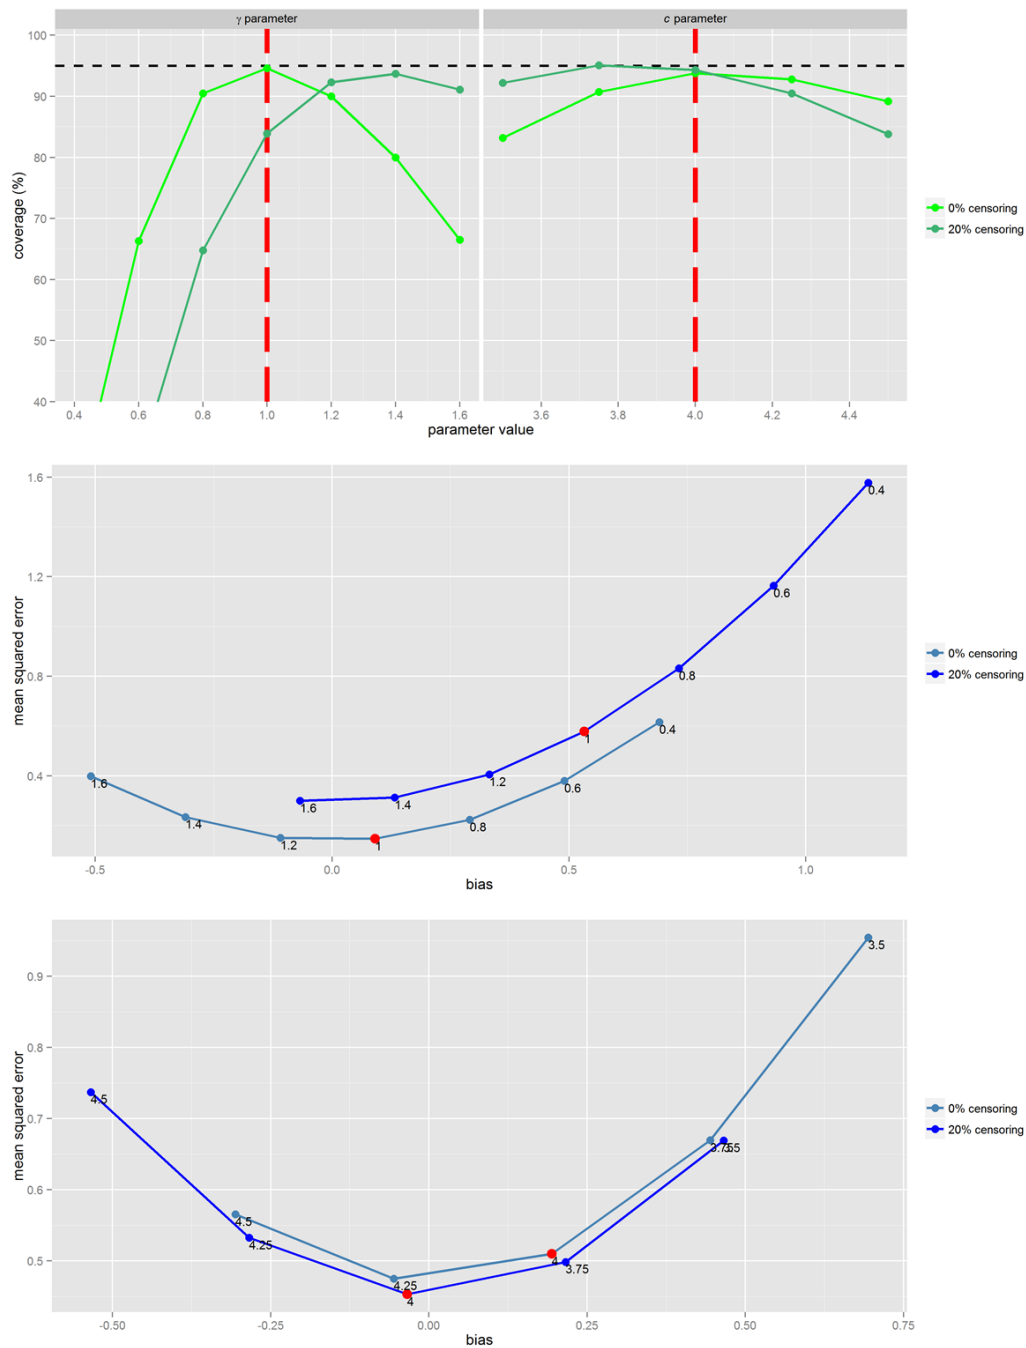 γ parameter
c parameter
100
90
80
70
60
50
40
coverage (%)
0.4 0.6 0.8 1.0 1.2 1.4 1.6 3.6 3.8 4.0 4.2 4.4
parameter value
0% censoring
20% censoring
1.6
1.2
0.8
0.4
mean squared error
0.4
0.6
0.8
1
1.2
1.4
1.6
0.4
0.6
0.8
1
1.2
1.4
1.6
-0.5 0.0 0.5 1.0
bias
0% censoring
20% censoring
0.9
0.8
0.7
0.6
0.5
mean squared error
3.5
4.5
3.75
3.5
4.5
4.25
4
3.75
4.25
4
-0.50 -0.25 0.00 0.25 0.50 0.75
bias
0% censoring
20% censoring